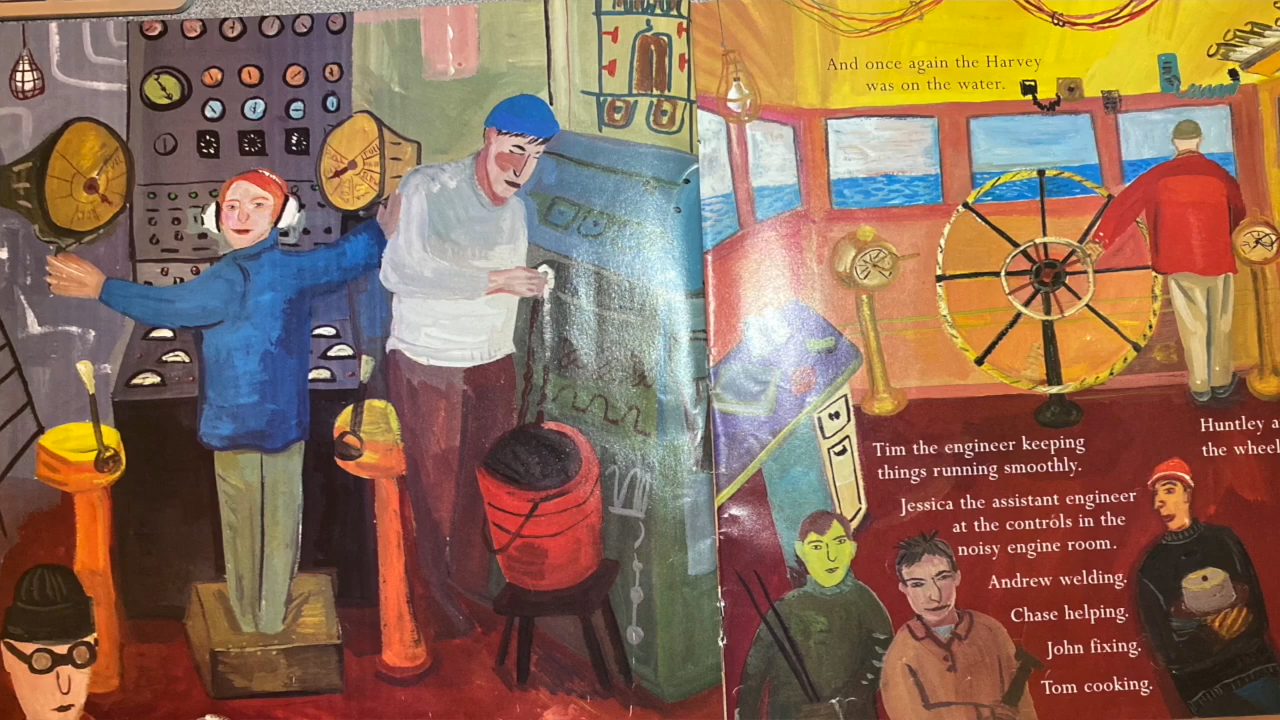 And once again the Harvey
was on the water.
Huntley a
the wheel
Tim the engineer keeping
things running smoothly.
Jessica the assistant engineer
at the controls in the
noisy engine room.
Andrew welding.
Chase helping.
John fixing.
Tom cooking.